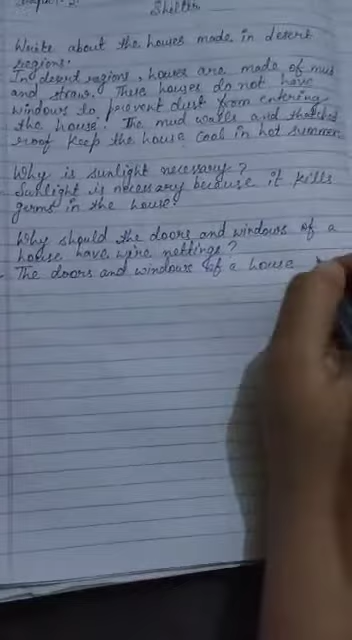 Shelter
Write about the houses made in desert
regions.
In desert regions, houses are made of mud
and straw. These houses do not have
windows to prevent dust from entering
the house. The mud walls and thatched
roof keep the house cool in hot summer.
Why is sunlight necessary?
Sunlight is necessary because it kills
germs in the house.
Why should the doors and windows of a
house have wire nettings?
The doors and windows of a house